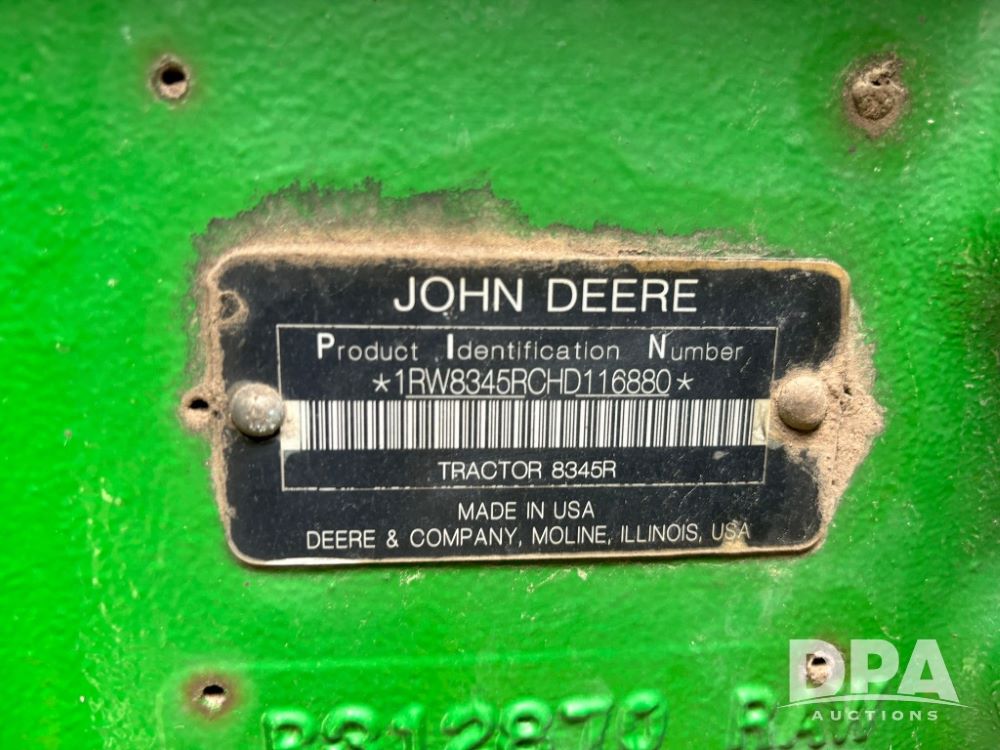 JOHN DEERE
Product Identification Number
*1RW8345RCHD116880*
TRACTOR 8345R
MADE IN USA
DEERE & COMPANY, MOLINE, ILLINOIS, USA
DPA
AUCTIONS